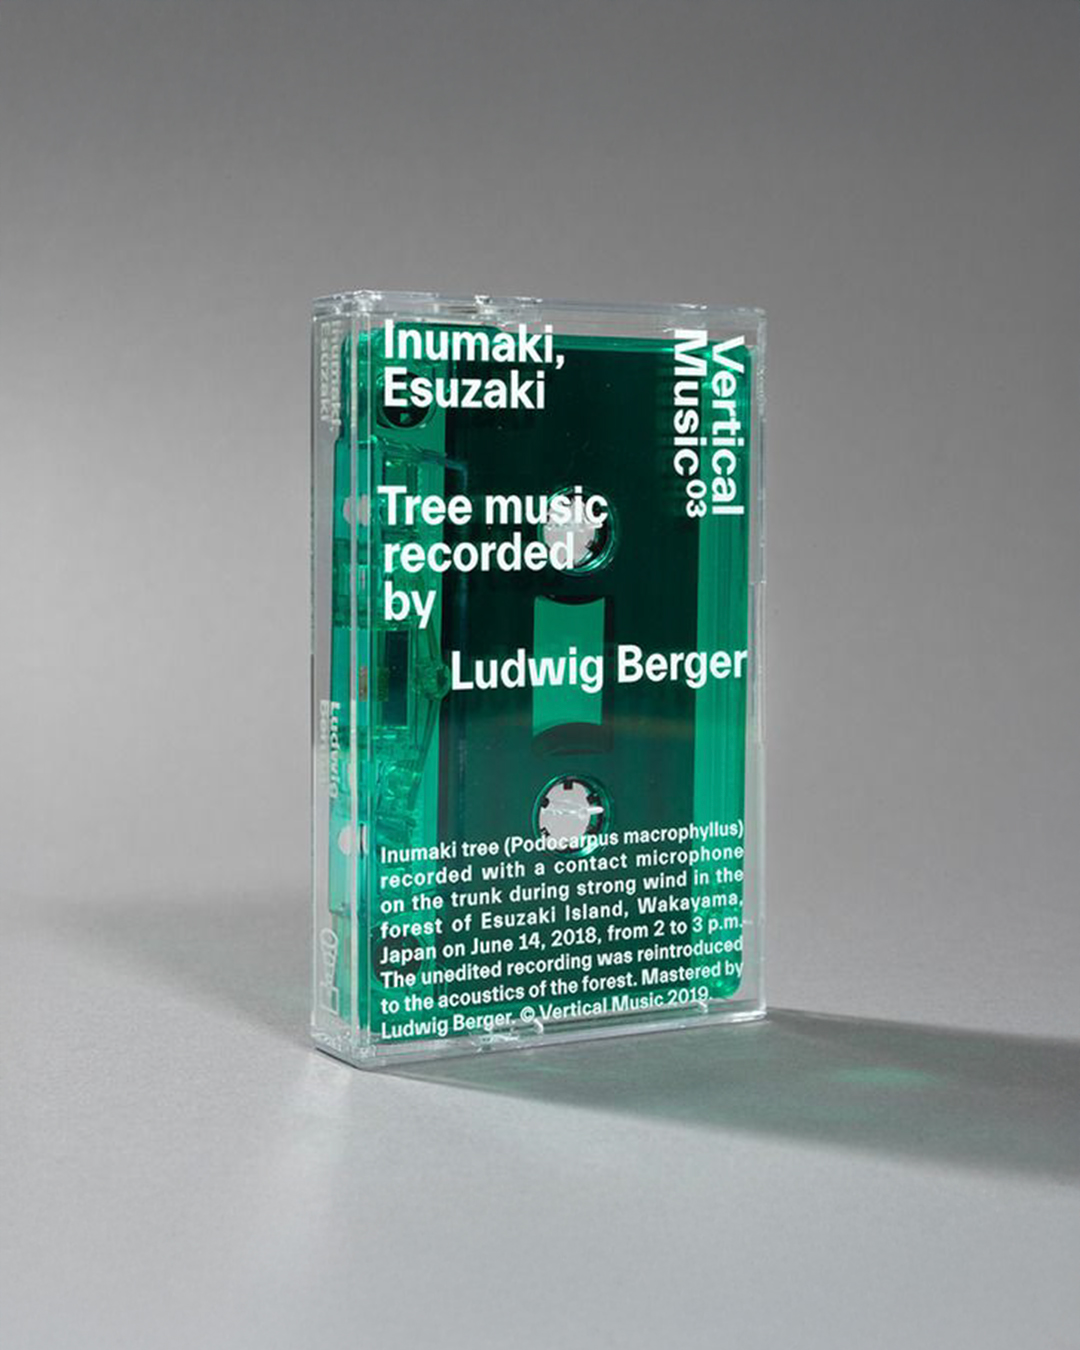 Inumaki,
Esuzaki
Vertical
Music 03
Tree music
recorded
by
Ludwig Berger
Inumaki tree (Podocarpus macrophyllus)
recorded with a contact microphone
on the trunk during strong wind in the
forest of Esuzaki Island, Wakayama,
Japan on June 14, 2018, from 2 to 3 p.m.
The unedited recording was reintroduced
to the acoustics of the forest. Mastered by
Ludwig Berger. © Vertical Music 2019.
Inumaki,
Esuzaki
Ludwig